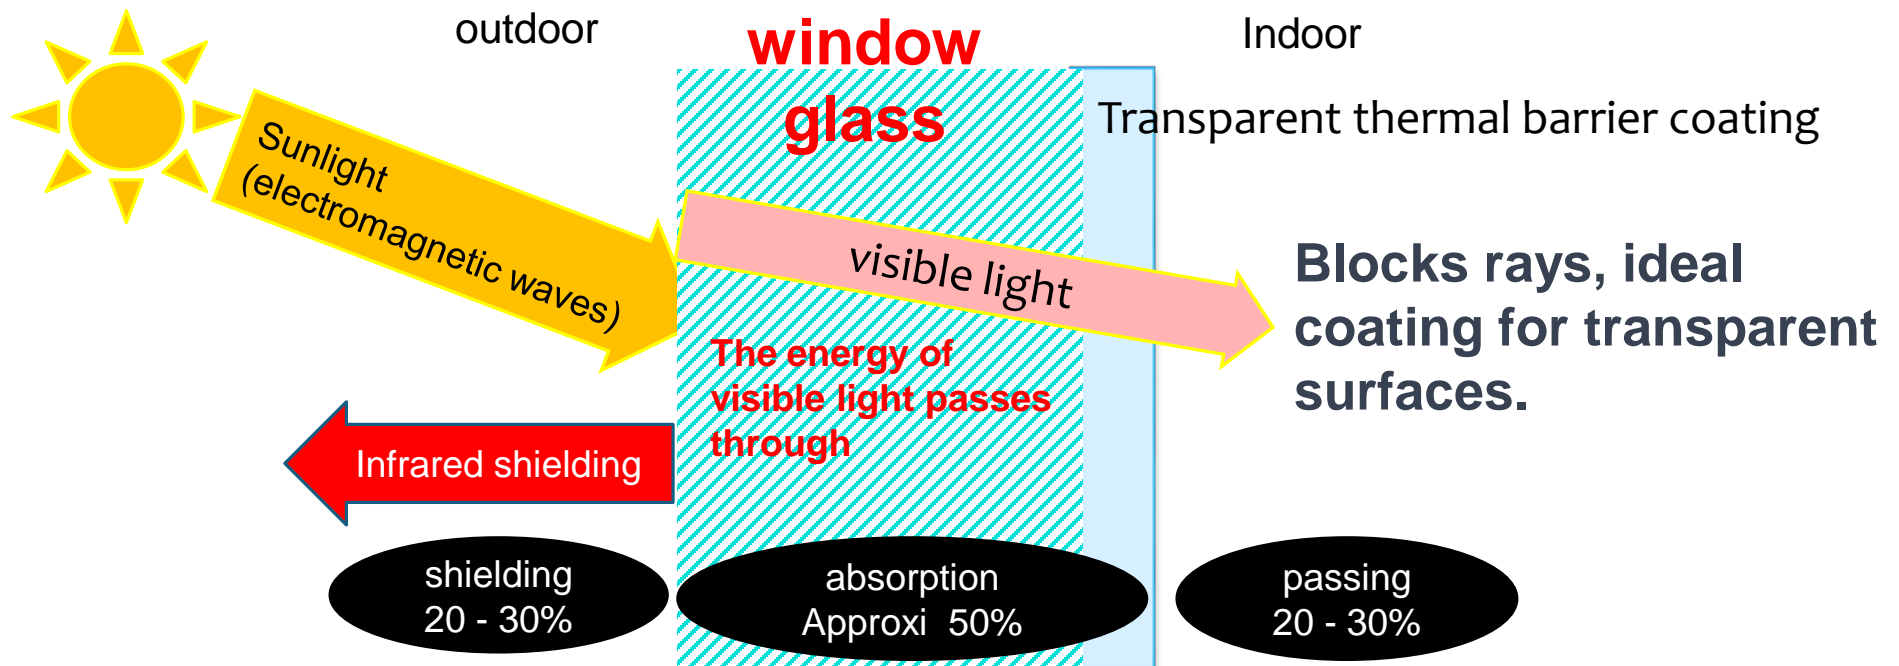 outdoor
window
glass
Indoor
Transparent thermal barrier coating
Sunlight
(electromagnetic waves)
visible light
Blocks rays, ideal
coating for transparent
surfaces.
The energy of
visible light passes
through
Infrared shielding
shielding
20 - 30%
absorption
Approxi 50%
passing
20 - 30%